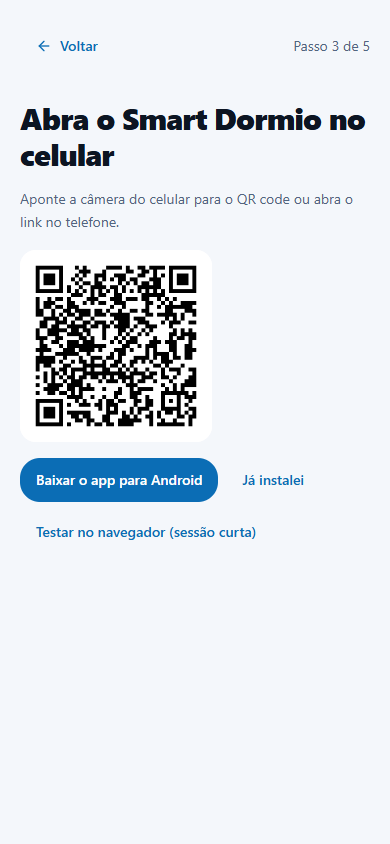 Voltar
Passo 3 de 5
Abra o Smart Dormio no
celular
Aponte a câmera do celular para o QR code ou abra o
link no telefone.
Baixar o app para Android
Já instalei
Testar no navegador (sessão curta)